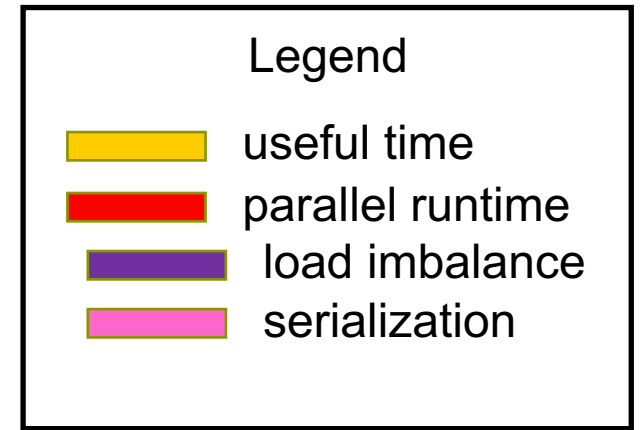 Legend
useful time
parallel runtime
load imbalance
serialization